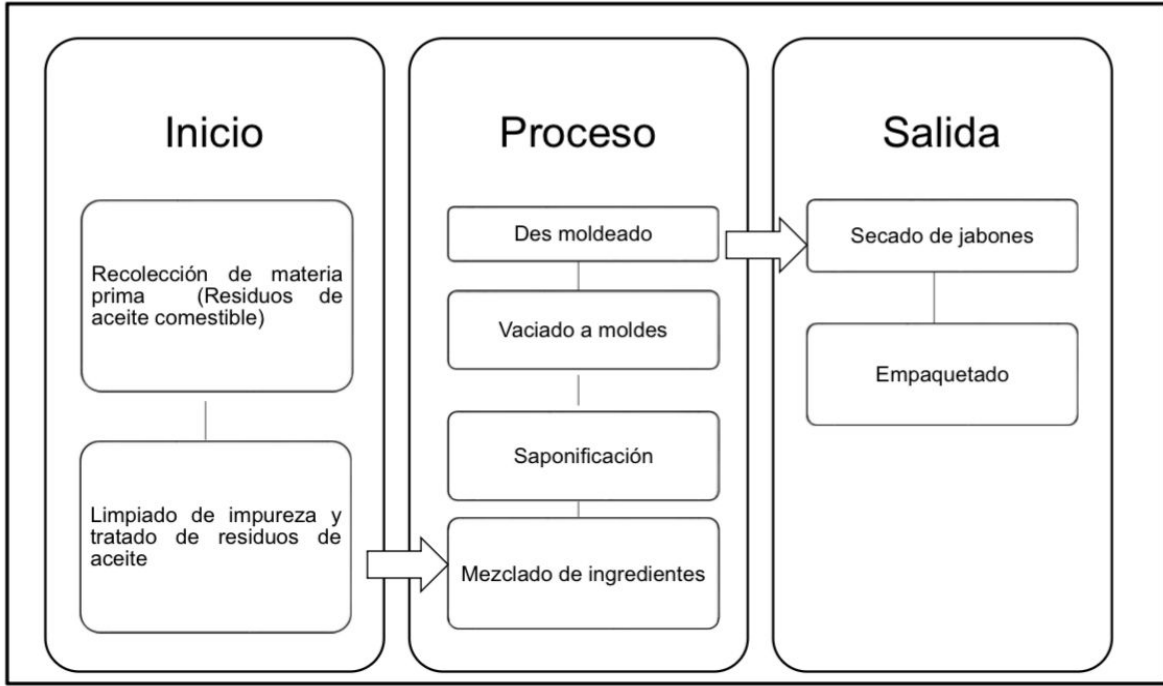 Inicio
Recolección de materia
prima (Residuos de
aceite comestible)
Limpiado de impureza y
tratado de residuos de
aceite
Proceso
Des moldeado
Vaciado a moldes
Saponificación
Mezclado de ingredientes
Salida
Secado de jabones
Empaquetado